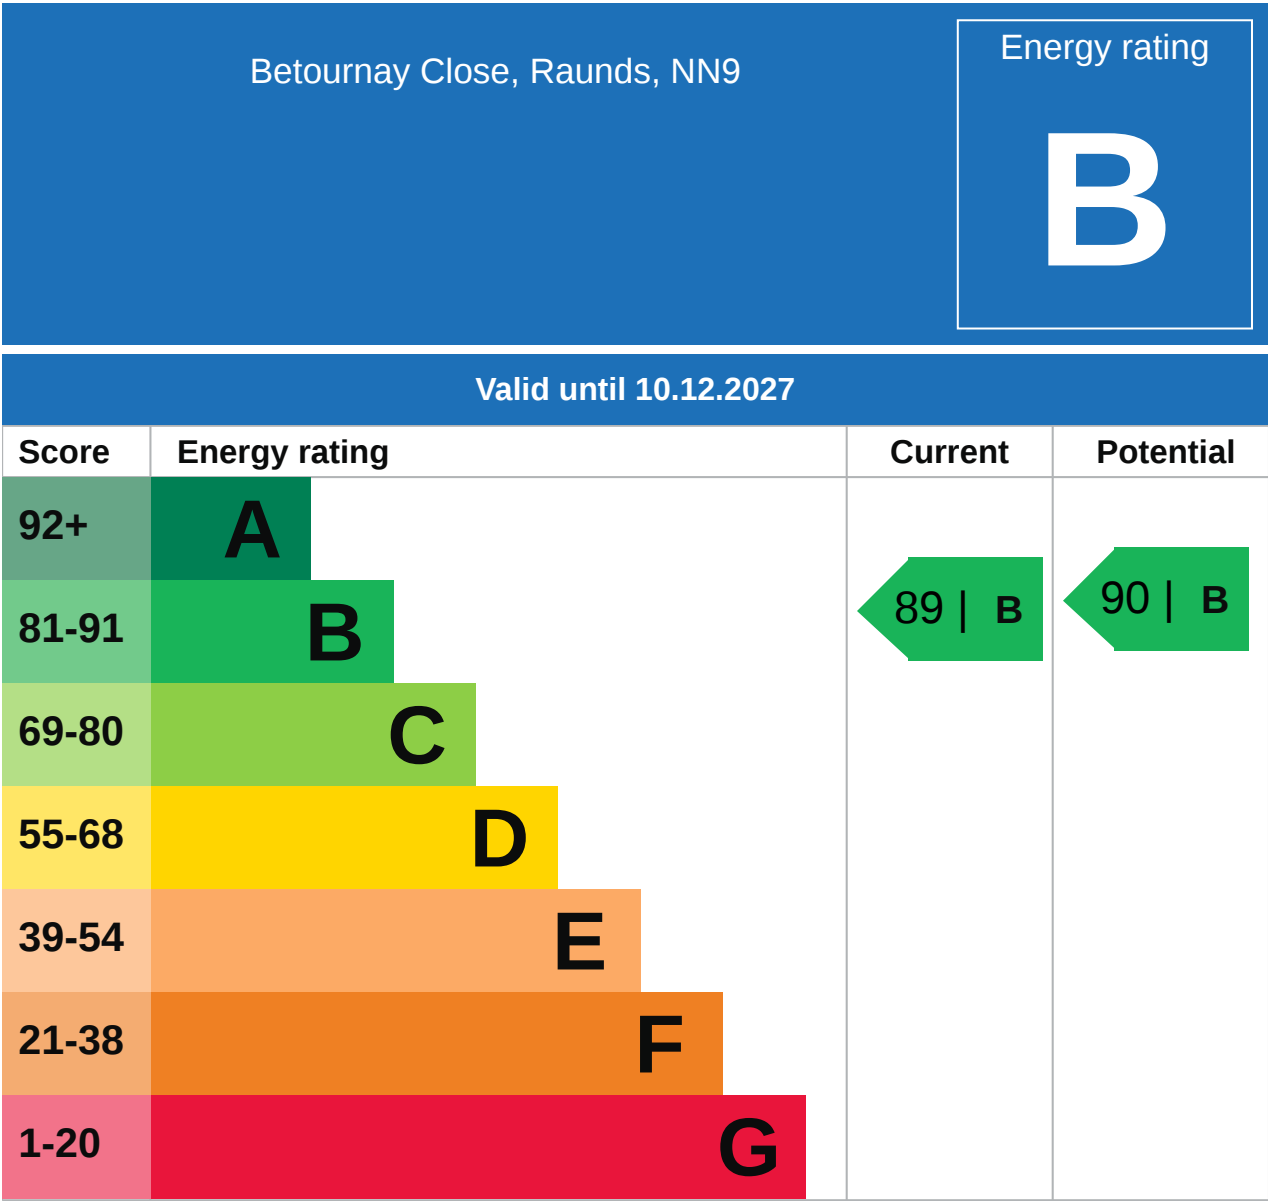 Betournay Close, Raunds, NN9
Energy rating
B
Valid until 10.12.2027
Score Energy rating Current Potential
92+ A
81-91 B 89 | B 90 | B
69-80 C
55-68 D
39-54 E
21-38 F
1-20 G